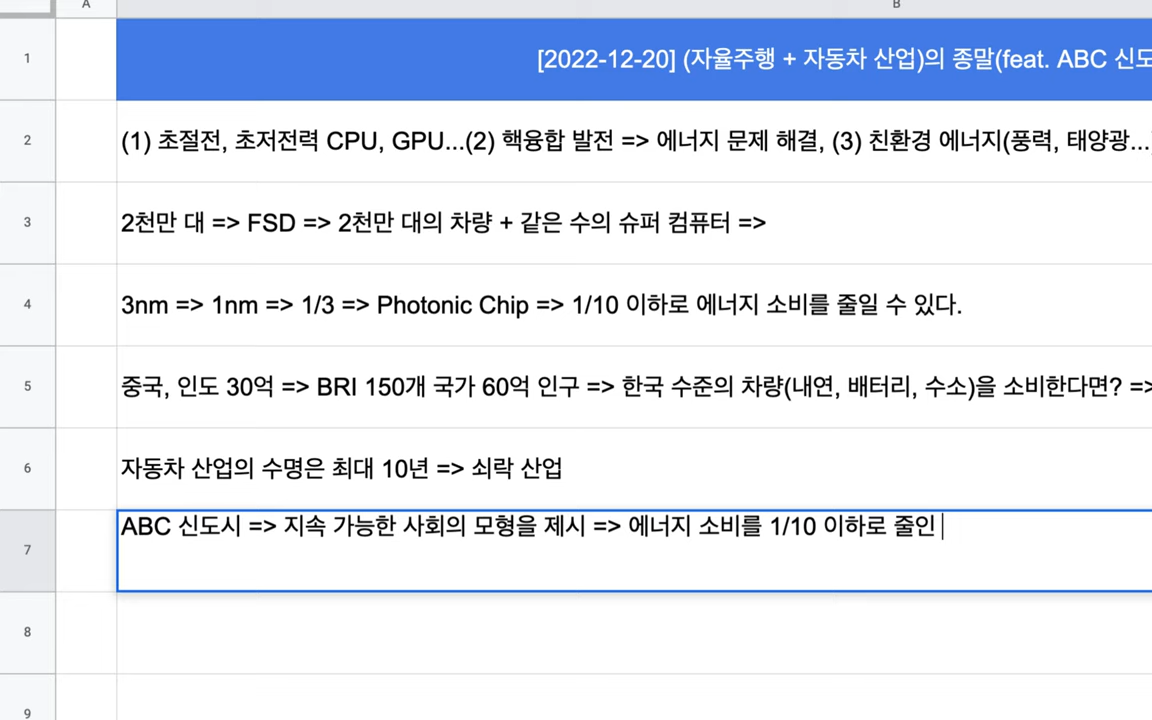 A B
1 [2022-12-20] (자율주행 + 자동차 산업)의 종말(feat. ABC 신도
2 (1) 초절전, 초저전력 CPU, GPU...(2) 핵융합 발전 => 에너지 문제 해결, (3) 친환경 에너지(풍력, 태양광...)
3 2천만 대 => FSD => 2천만 대의 차량 + 같은 수의 슈퍼 컴퓨터 =>
4 3nm => 1nm => 1/3 => Photonic Chip => 1/10 이하로 에너지 소비를 줄일 수 있다.
5 중국, 인도 30억 => BRI 150개 국가 60억 인구 => 한국 수준의 차량(내연, 배터리, 수소)을 소비한다면? =>
6 자동차 산업의 수명은 최대 10년 => 쇠락 산업
7 ABC 신도시 => 지속 가능한 사회의 모형을 제시 => 에너지 소비를 1/10 이하로 줄인
8
9